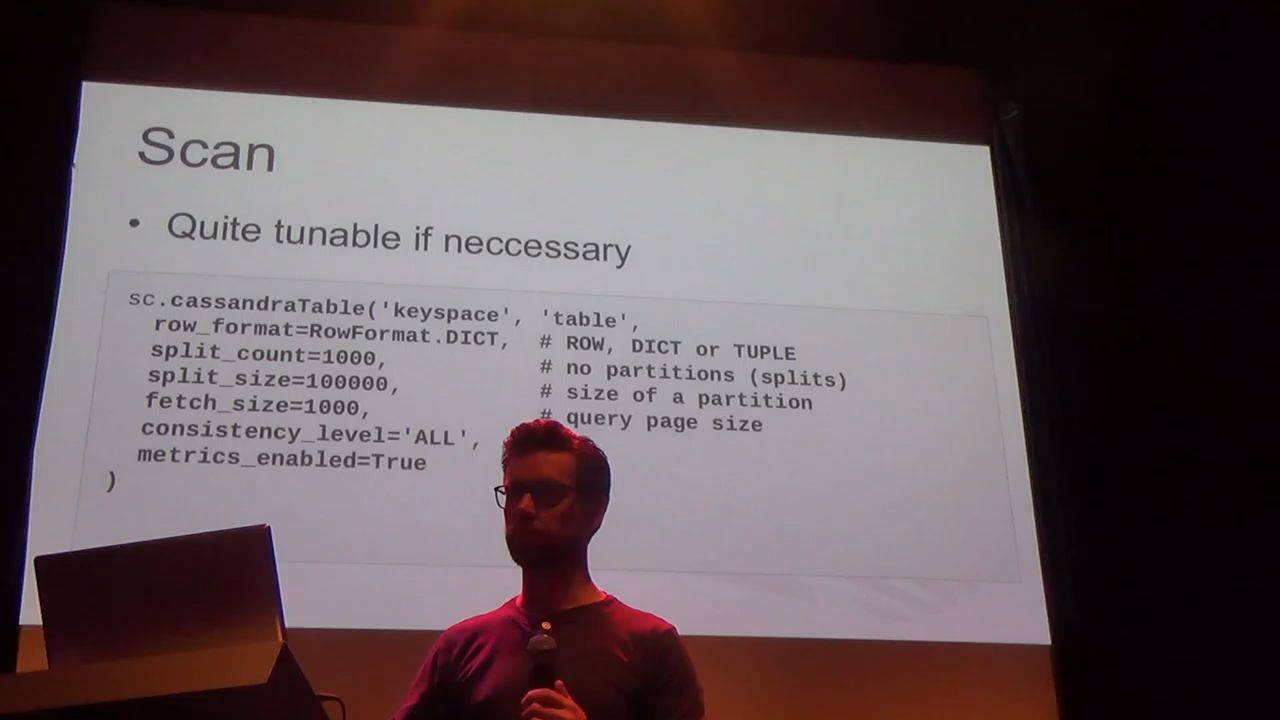 Scan
• Quite tunable if neccessary
sc.cassandraTable('keyspace', 'table',
row_format=RowFormat.DICT, # ROW, DICT or TUPLE
split_count=1000, # no partitions (splits)
split_size=100000, # size of a partition
fetch_size=1000, # query page size
consistency_level='ALL',
metrics_enabled=True
)